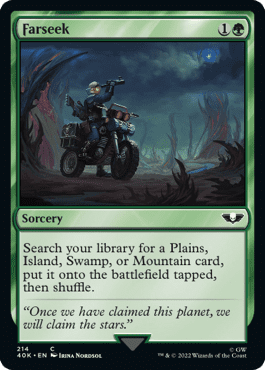 Farseek 1
Sorcery
Search your library for a Plains,
Island, Swamp, or Mountain card,
put it onto the battlefield tapped,
then shuffle.
"Once we have claimed this planet, we
will claim the stars."
214 C
40K • EN Irina Nordsol
© GW
™ & © 2022 Wizards of the Coast